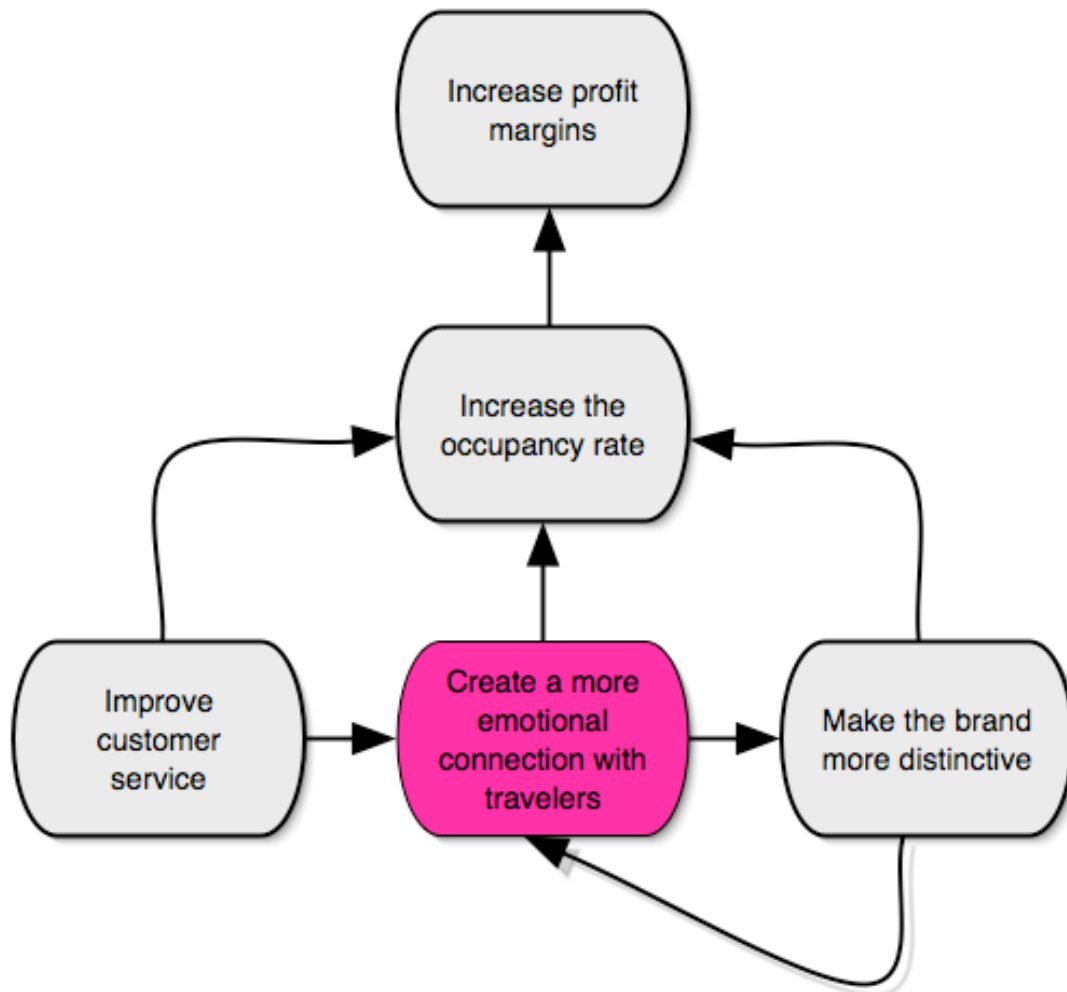 Increase profit
margins
Increase the
occupancy rate
Improve
customer
service
Create a more
emotional
connection with
travelers
Make the brand
more distinctive